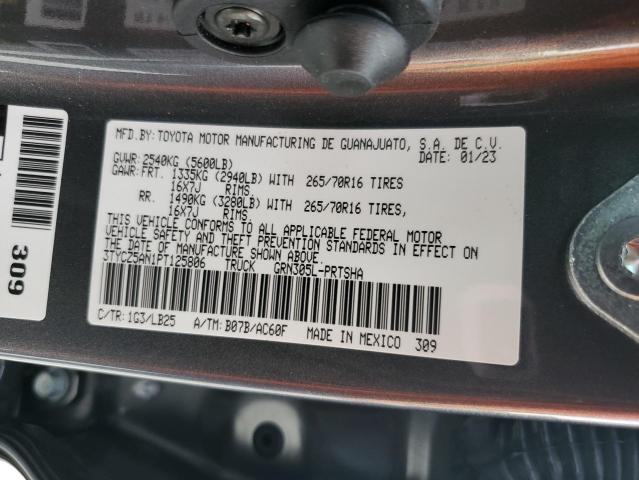 MFD.BY: TOYOTA MOTOR MANUFACTURING DE GUANAJUATO, S.A. DE C.V.
GVWR: 2540KG (5600LB) DATE: 01/23
GAWR: FRT. 1335KG (2940LB) WITH 265/70R16 TIRES
16X7J RIMS,
RR. 1490KG (3280LB) WITH 265/70R16 TIRES,
16X7J RIMS,
THIS VEHICLE CONFORMS TO ALL APPLICABLE FEDERAL MOTOR
VEHICLE SAFETY AND THEFT PREVENTION STANDARDS IN EFFECT ON
THE DATE OF MANUFACTURE SHOWN ABOVE.
3TYCZ5AN1PT125806 TRUCK GRN305L-PRTSHA
C/TR: 1G3/LB25 A/TM: B07B/AC60F MADE IN MEXICO 309
309